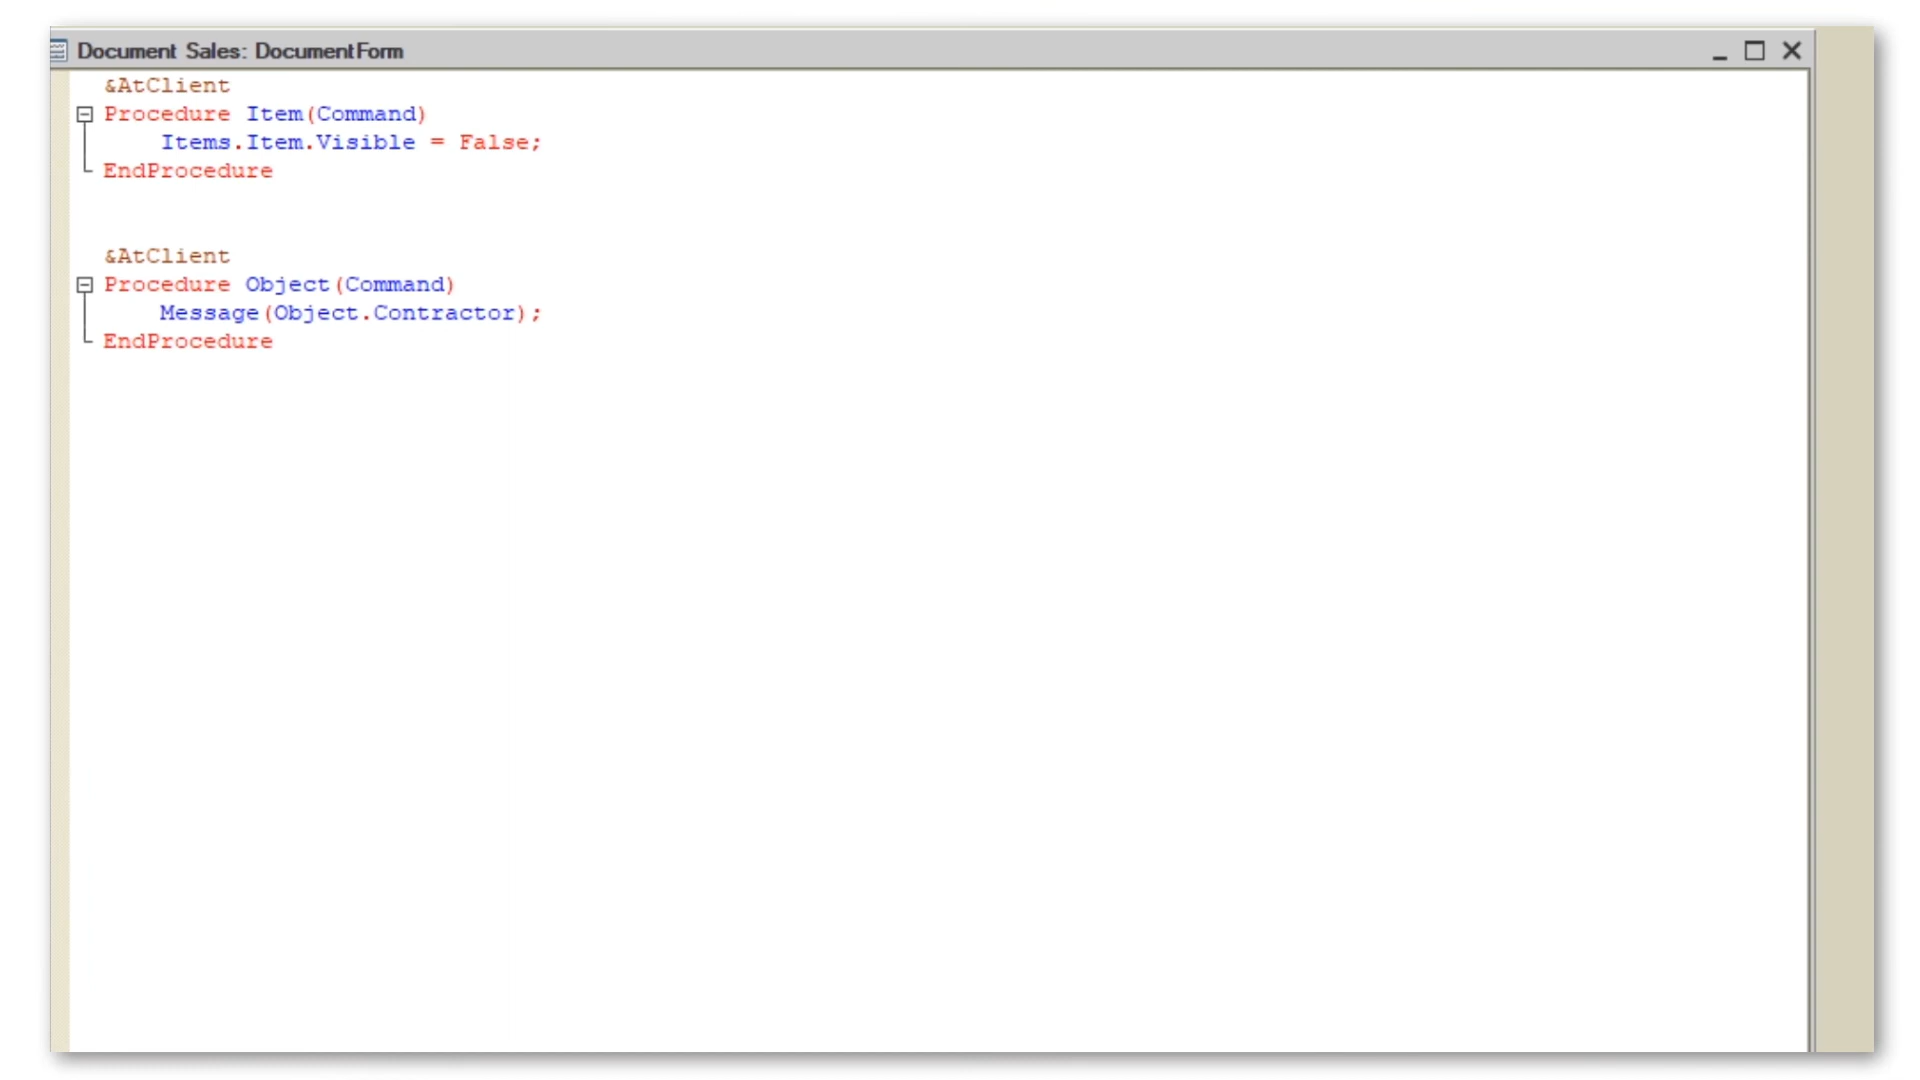 Document Sales: DocumentForm
&AtClient
Procedure Item(Command)
Items.Item.Visible = False;
EndProcedure
&AtClient
Procedure Object(Command)
Message(Object.Contractor);
EndProcedure